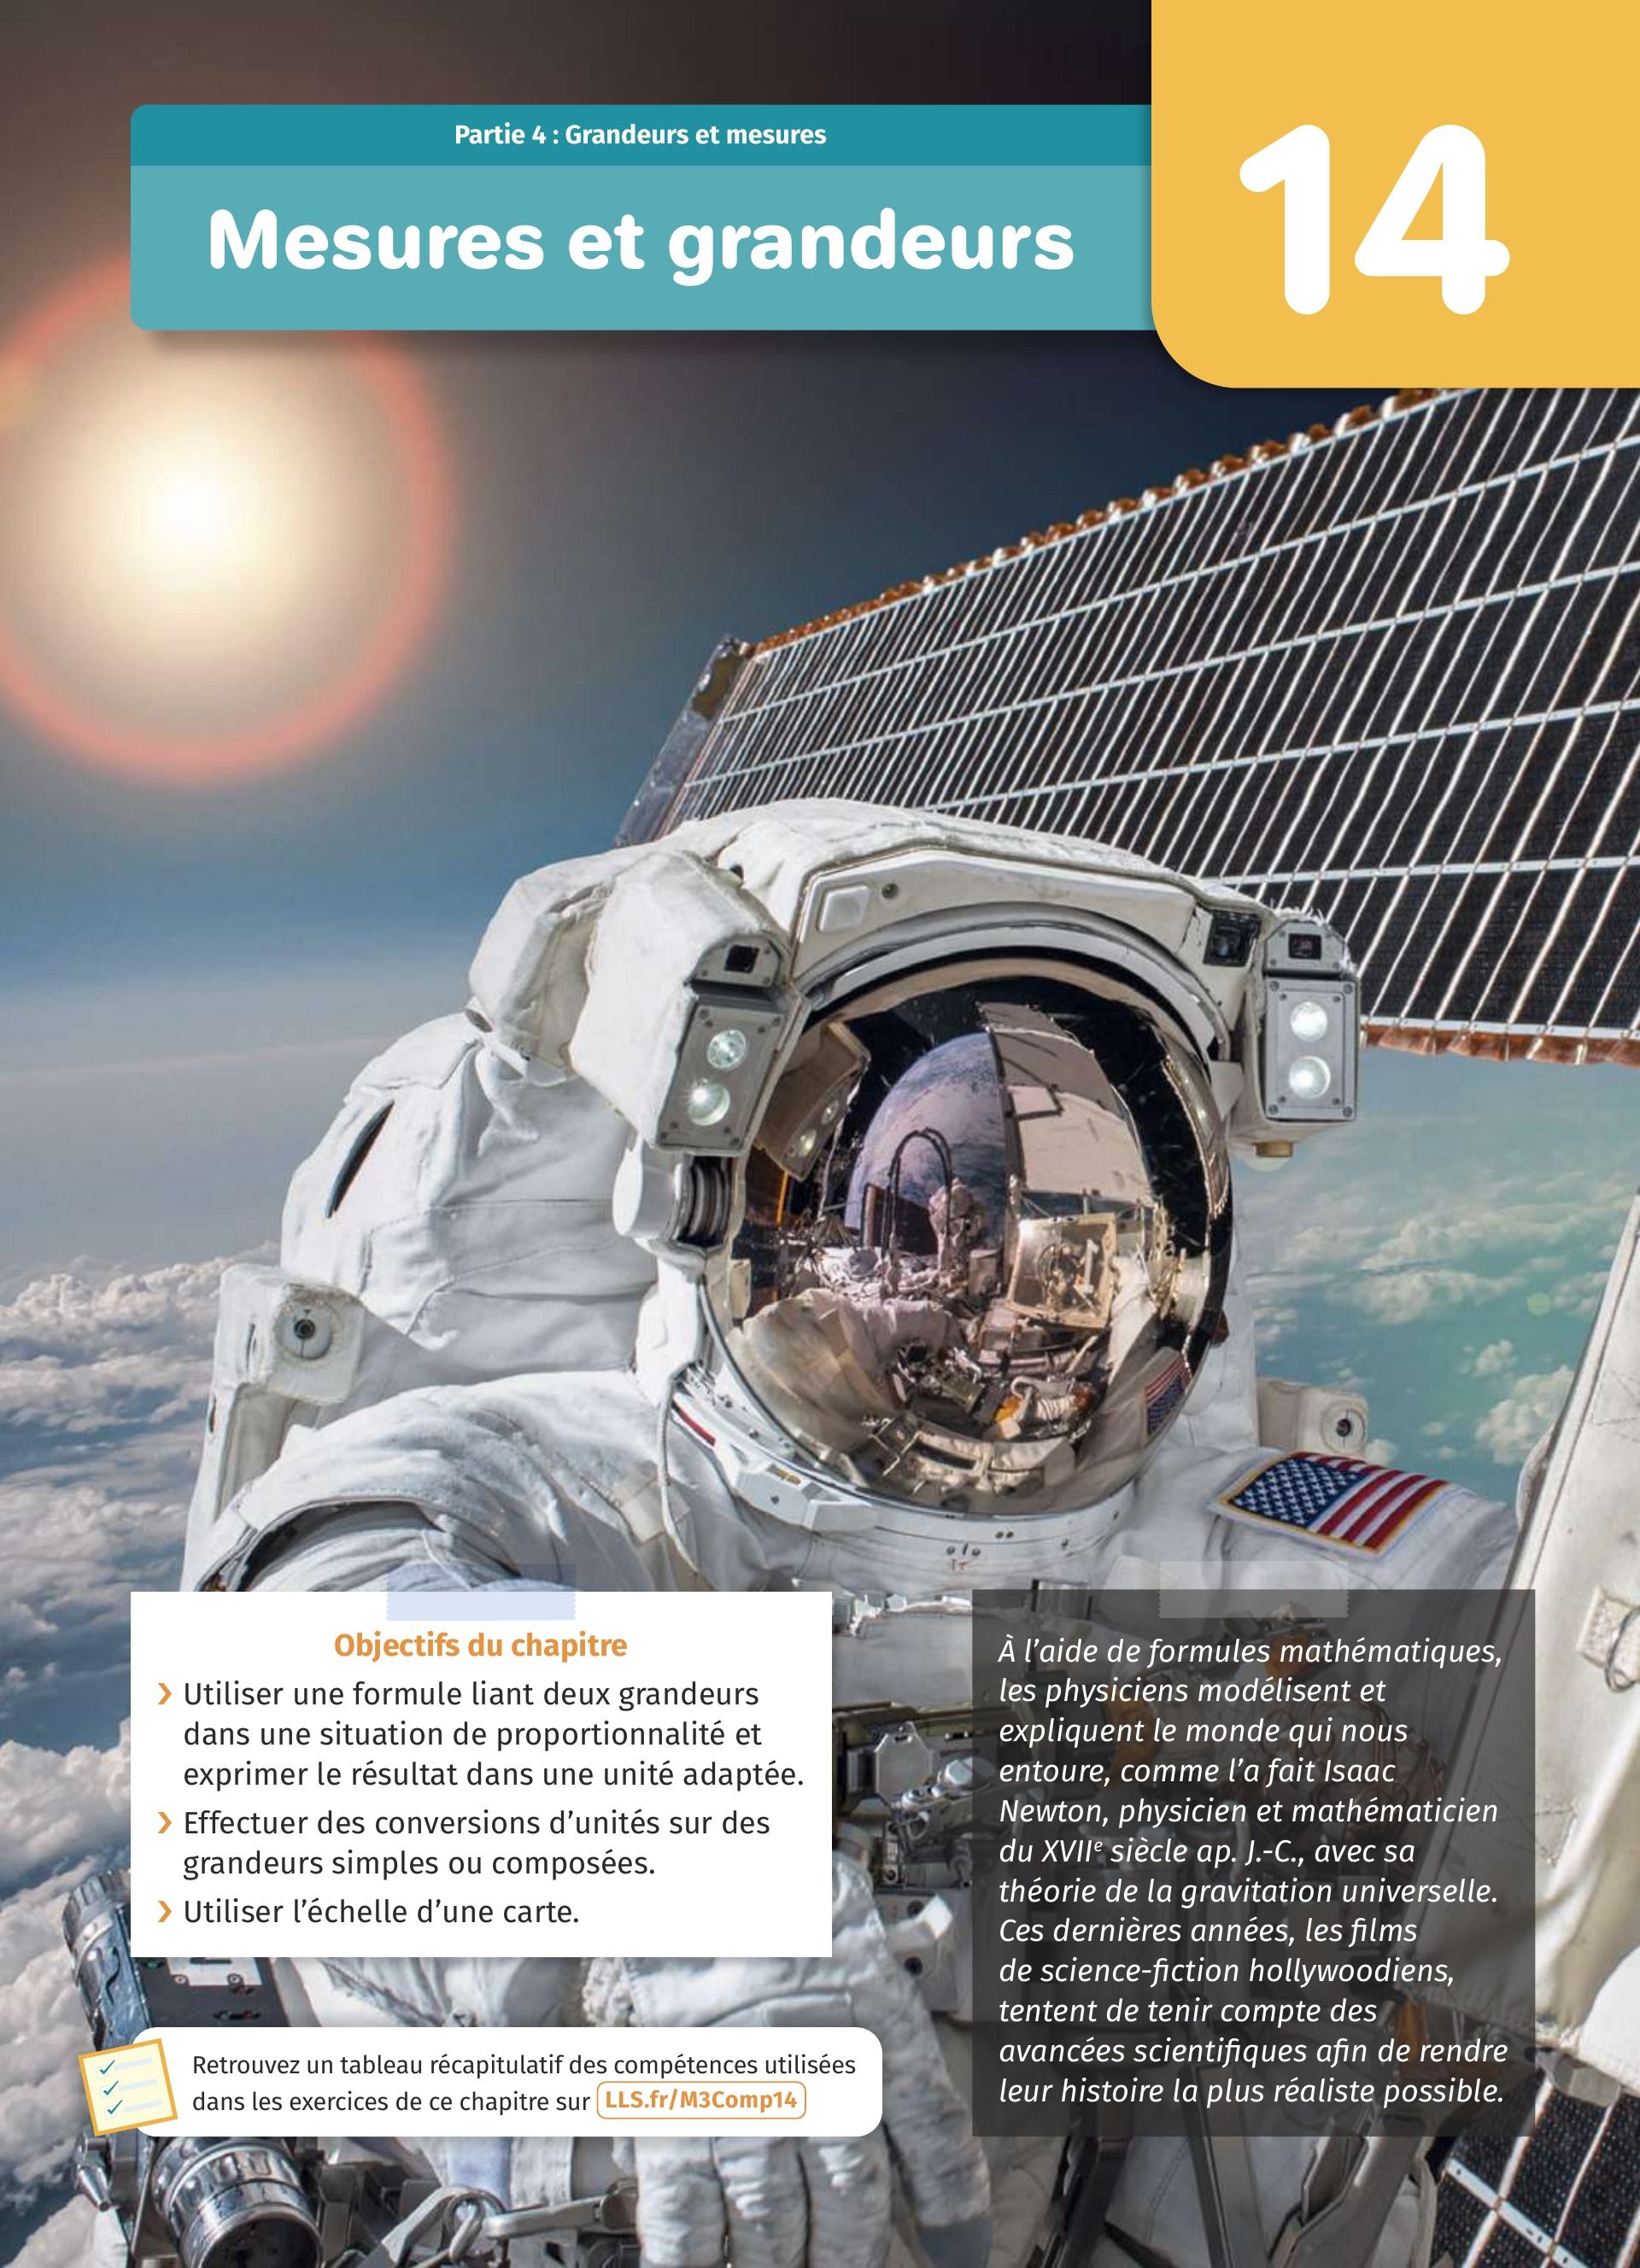 Partie 4 : Grandeurs et mesures
Mesures et grandeurs
14
Objectifs du chapitre
› Utiliser une formule liant deux grandeurs
dans une situation de proportionnalité et
exprimer le résultat dans une unité adaptée.
› Effectuer des conversions d’unités sur des
grandeurs simples ou composées.
› Utiliser l’échelle d’une carte.
Retrouvez un tableau récapitulatif des compétences utilisées
dans les exercices de ce chapitre sur LLS.fr/M3Comp14
À l’aide de formules mathématiques,
les physiciens modélisent et
expliquent le monde qui nous
entoure, comme l’a fait Isaac
Newton, physicien et mathématicien
du XVIIᵉ siècle ap. J.-C., avec sa
théorie de la gravitation universelle.
Ces dernières années, les films
de science-fiction hollywoodiens,
tentent de tenir compte des
avancées scientifiques afin de rendre
leur histoire la plus réaliste possible.